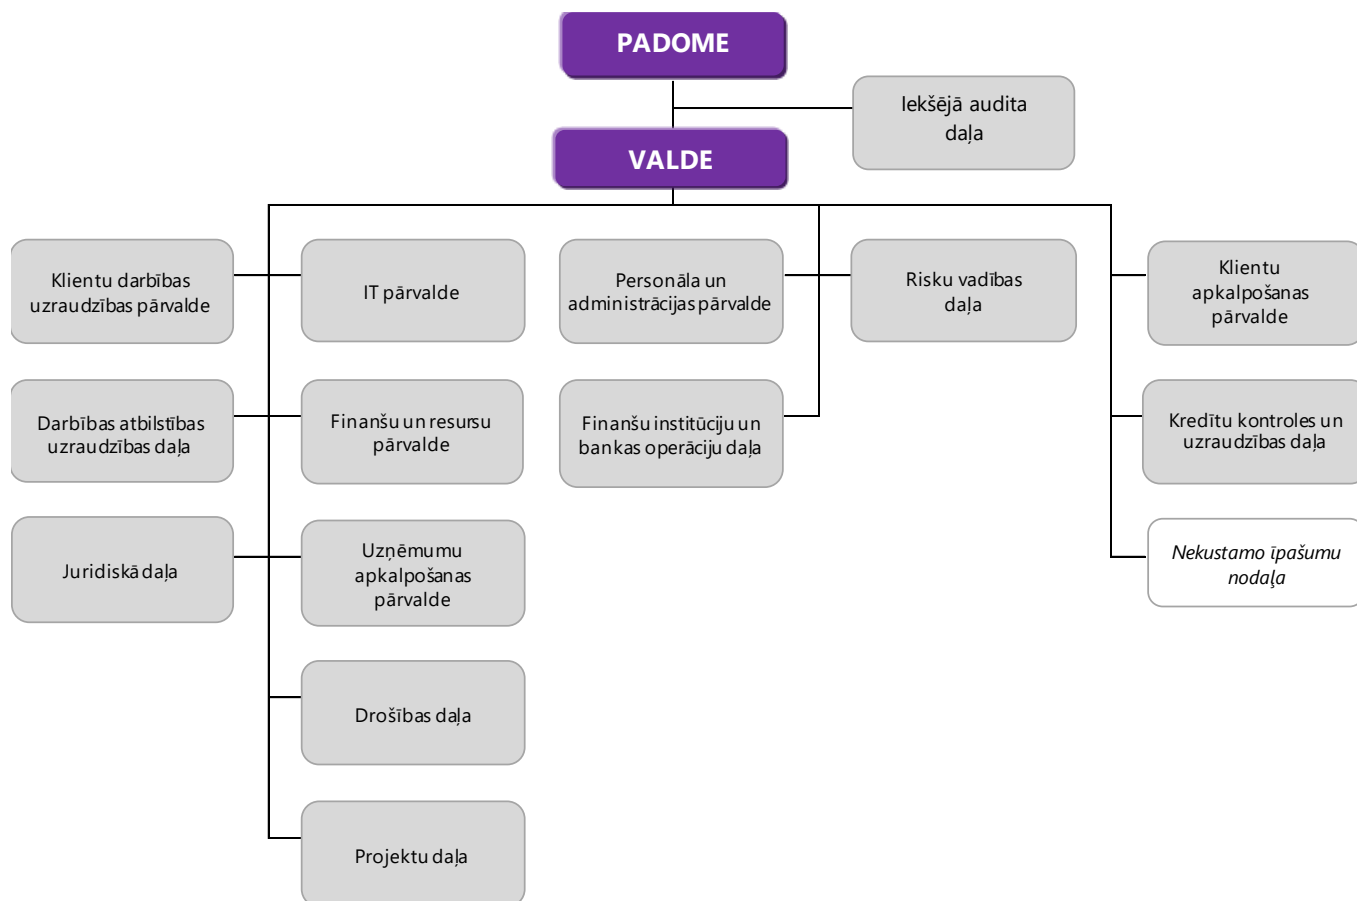 PADOME
Iekšējā audita
daļa
VALDE
Klientu darbības
uzraudzības pārvalde
IT pārvalde
Personāla un
administrācijas pārvalde
Risku vadības
daļa
Klientu
apkalpošanas
pārvalde
Darbības atbilstības
uzraudzības daļa
Finanšu un resursu
pārvalde
Finanšu institūciju un
bankas operāciju daļa
Kredītu kontroles un
uzraudzības daļa
Juridiskā daļa
Uzņēmumu
apkalpošanas
pārvalde
Nekustamo īpašumu
nodaļa
Drošības daļa
Projektu daļa